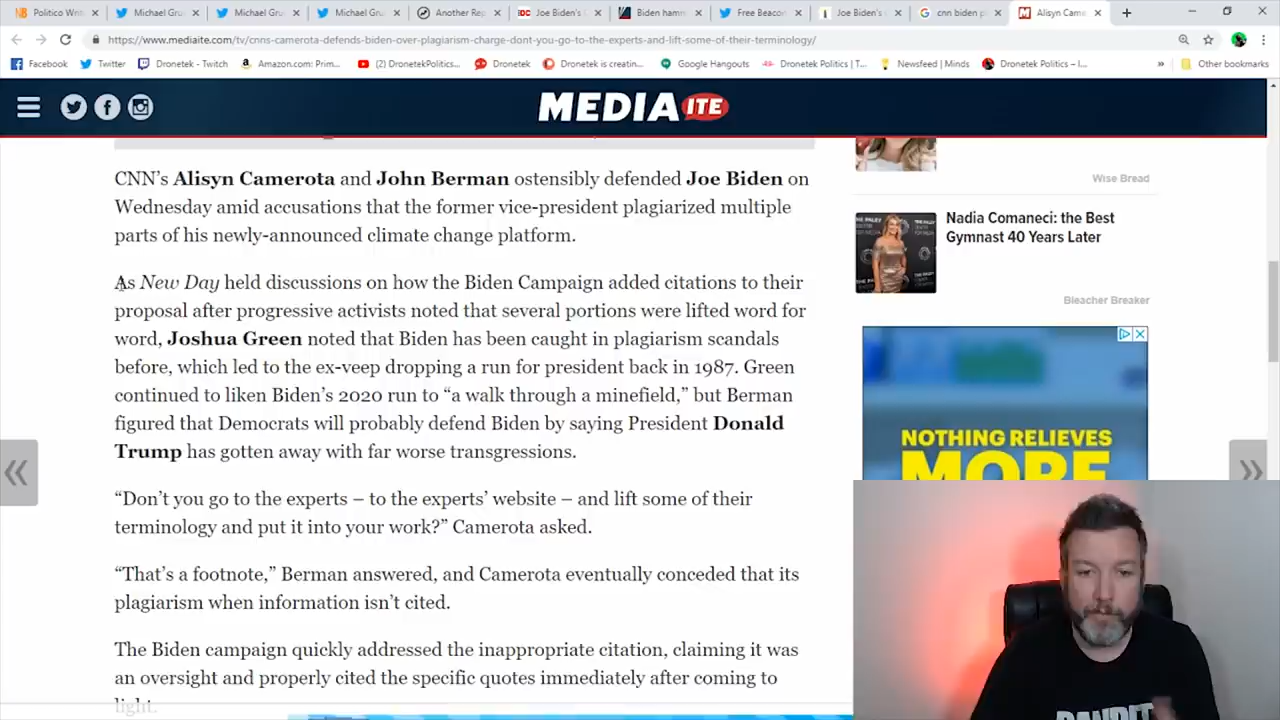 Politico Writ
Michael Gru
Michael Gru
Michael Gru
Another Rep
Joe Biden's C
Biden hamm
Free Beacon
Joe Biden's
cnn biden pl
Alisyn Came
https://www.mediaite.com/tv/cnns-camerota-defends-biden-over-plagiarism-charge-dont-you-go-to-the-experts-and-lift-some-of-their-terminology/
Facebook
Twitter
Dronetek - Twitch
Amazon.com: Prim...
(2) DronetekPolitics...
Dronetek
Dronetek is creatin...
Google Hangouts
Dronetek Politics | T...
Newsfeed | Minds
Dronetek Politics – I...
Other bookmarks
MEDIAITE
CNN's Alisyn Camerota and John Berman ostensibly defended Joe Biden on
Wednesday amid accusations that the former vice-president plagiarized multiple
parts of his newly-announced climate change platform.
As New Day held discussions on how the Biden Campaign added citations to their
proposal after progressive activists noted that several portions were lifted word for
word, Joshua Green noted that Biden has been caught in plagiarism scandals
before, which led to the ex-veep dropping a run for president back in 1987. Green
continued to liken Biden's 2020 run to “a walk through a minefield,” but Berman
figured that Democrats will probably defend Biden by saying President Donald
Trump has gotten away with far worse transgressions.
“Don't you go to the experts – to the experts' website – and lift some of their
terminology and put it into your work?” Camerota asked.
“That's a footnote,” Berman answered, and Camerota eventually conceded that its
plagiarism when information isn't cited.
The Biden campaign quickly addressed the inappropriate citation, claiming it was
an oversight and properly cited the specific quotes immediately after coming to
light.
Wise Bread
Nadia Comaneci: the Best
Gymnast 40 Years Later
Bleacher Breaker
NOTHING RELIEVES
MORE
BANDIT